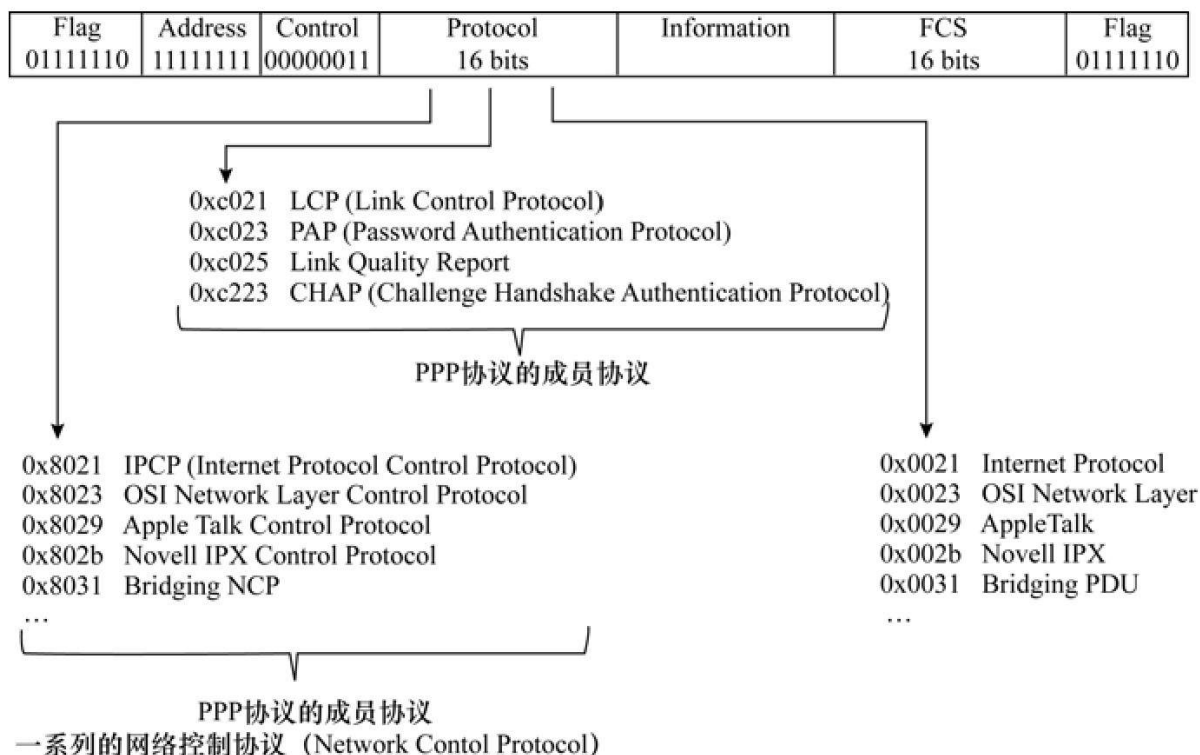 Flag Address Control Protocol Information FCS Flag
01111110 11111111 00000011 16 bits 16 bits 01111110
0xc021 LCP (Link Control Protocol)
0xc023 PAP (Password Authentication Protocol)
0xc025 Link Quality Report
0xc223 CHAP (Challenge Handshake Authentication Protocol)
PPP协议的成员协议
0x8021 IPCP (Internet Protocol Control Protocol)
0x8023 OSI Network Layer Control Protocol
0x8029 Apple Talk Control Protocol
0x802b Novell IPX Control Protocol
0x8031 Bridging NCP
…
PPP协议的成员协议
一系列的网络控制协议（Network Contol Protocol）
0x0021 Internet Protocol
0x0023 OSI Network Layer
0x0029 AppleTalk
0x002b Novell IPX
0x0031 Bridging PDU
…